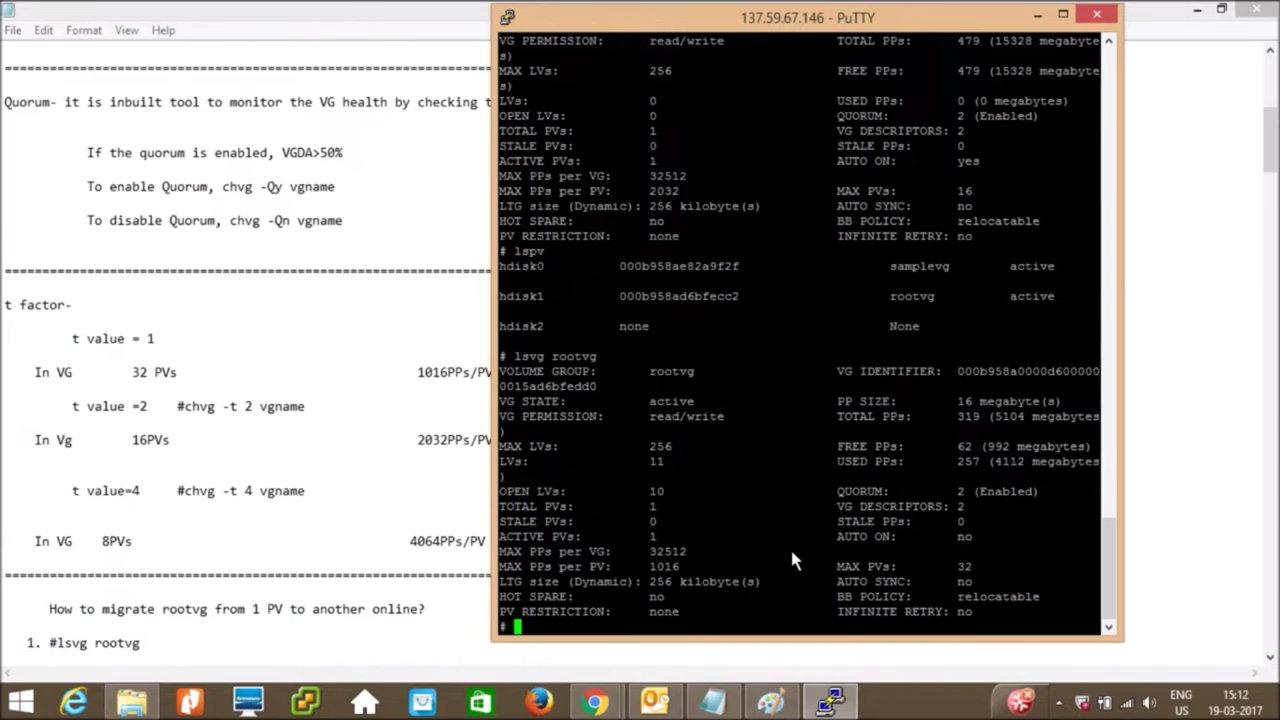 File Edit Format View Help
================================================
Quorum- it is inbuilt tool to monitor the VG health by checking t
If the quorum is enabled, VGDA>50%
To enable Quorum, chvg -Qy vgname
To disable Quorum, chvg -Qn vgname
================================================
t factor-
t value = 1
In VG 32 PVs 1016PPs/PV
t value =2 #chvg -t 2 vgname
In Vg 16PVs 2032PPs/PV
t value=4 #chvg -t 4 vgname
In VG 8PVs 4064PPs/PV
================================================
How to migrate rootvg from 1 PV to another online?
1. #lsvg rootvg
137.59.67.146 - PuTTY
VG PERMISSION: read/write TOTAL PPs: 479 (15328 megabyte
s)
MAX LVs: 256 FREE PPs: 479 (15328 megabyte
s)
LVs: 0 USED PPs: 0 (0 megabytes)
OPEN LVs: 0 QUORUM: 2 (Enabled)
TOTAL PVs: 1 VG DESCRIPTORS: 2
STALE PVs: 0 STALE PPs: 0
ACTIVE PVs: 1 AUTO ON: yes
MAX PPs per VG: 32512
MAX PPs per PV: 2032 MAX PVs: 16
LTG size (Dynamic): 256 kilobyte(s) AUTO SYNC: no
HOT SPARE: no BB POLICY: relocatable
PV RESTRICTION: none INFINITE RETRY: no
# lspv
hdisk0 000b958ae82a9f2f samplevg active
hdisk1 000b958ad6bfecc2 rootvg active
hdisk2 none None
# lsvg rootvg
VOLUME GROUP: rootvg VG IDENTIFIER: 000b958a0000d600000
0015ad6bfedd0
VG STATE: active PP SIZE: 16 megabyte(s)
VG PERMISSION: read/write TOTAL PPs: 319 (5104 megabytes
)
MAX LVs: 256 FREE PPs: 62 (992 megabytes)
LVs: 11 USED PPs: 257 (4112 megabytes
)
OPEN LVs: 10 QUORUM: 2 (Enabled)
TOTAL PVs: 1 VG DESCRIPTORS: 2
STALE PVs: 0 STALE PPs: 0
ACTIVE PVs: 1 AUTO ON: no
MAX PPs per VG: 32512
MAX PPs per PV: 1016 MAX PVs: 32
LTG size (Dynamic): 256 kilobyte(s) AUTO SYNC: no
HOT SPARE: no BB POLICY: relocatable
PV RESTRICTION: none INFINITE RETRY: no
#
ENG 15:12
US 19-03-2017